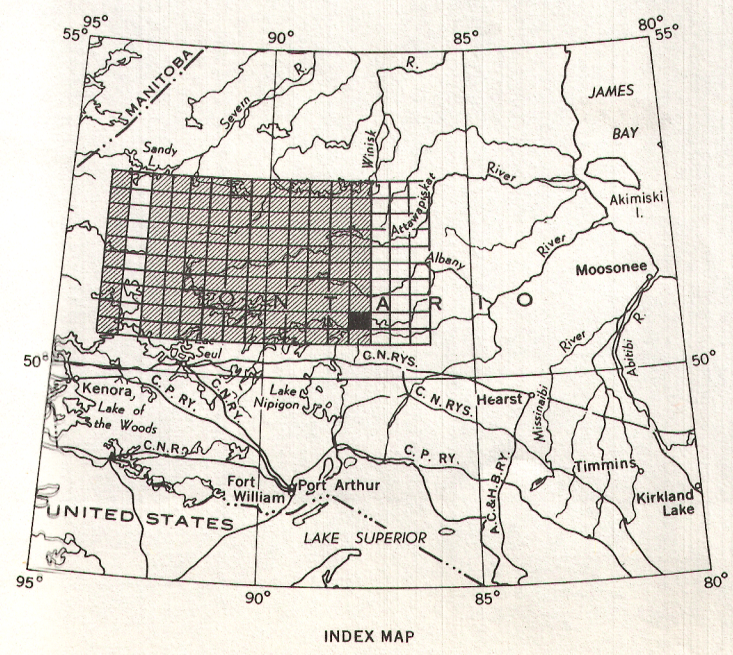 95°
90°
85°
80°
55°
55°
MANITOBA
Severn
R.
R.
JAMES
BAY
Sandy
L.
Winisk
River
Attawapiskat
Akimiski
I.
River
Albany
Moosonee
O N T A R I O
Seul
C.N.RYS.
River
Abitibi
R.
50°
50°
Kenora
C.P. RY.
C.N.R.
Lake
Nipigon
C.N. RYS.
Hearst
Missinaibi
Lake of
the Woods
C.N.R.
C. P. RY.
Timmins
Fort
William
Port Arthur
A.C.&H.B.RY.
Kirkland
Lake
UNITED STATES
LAKE SUPERIOR
95°
90°
85°
80°
INDEX MAP